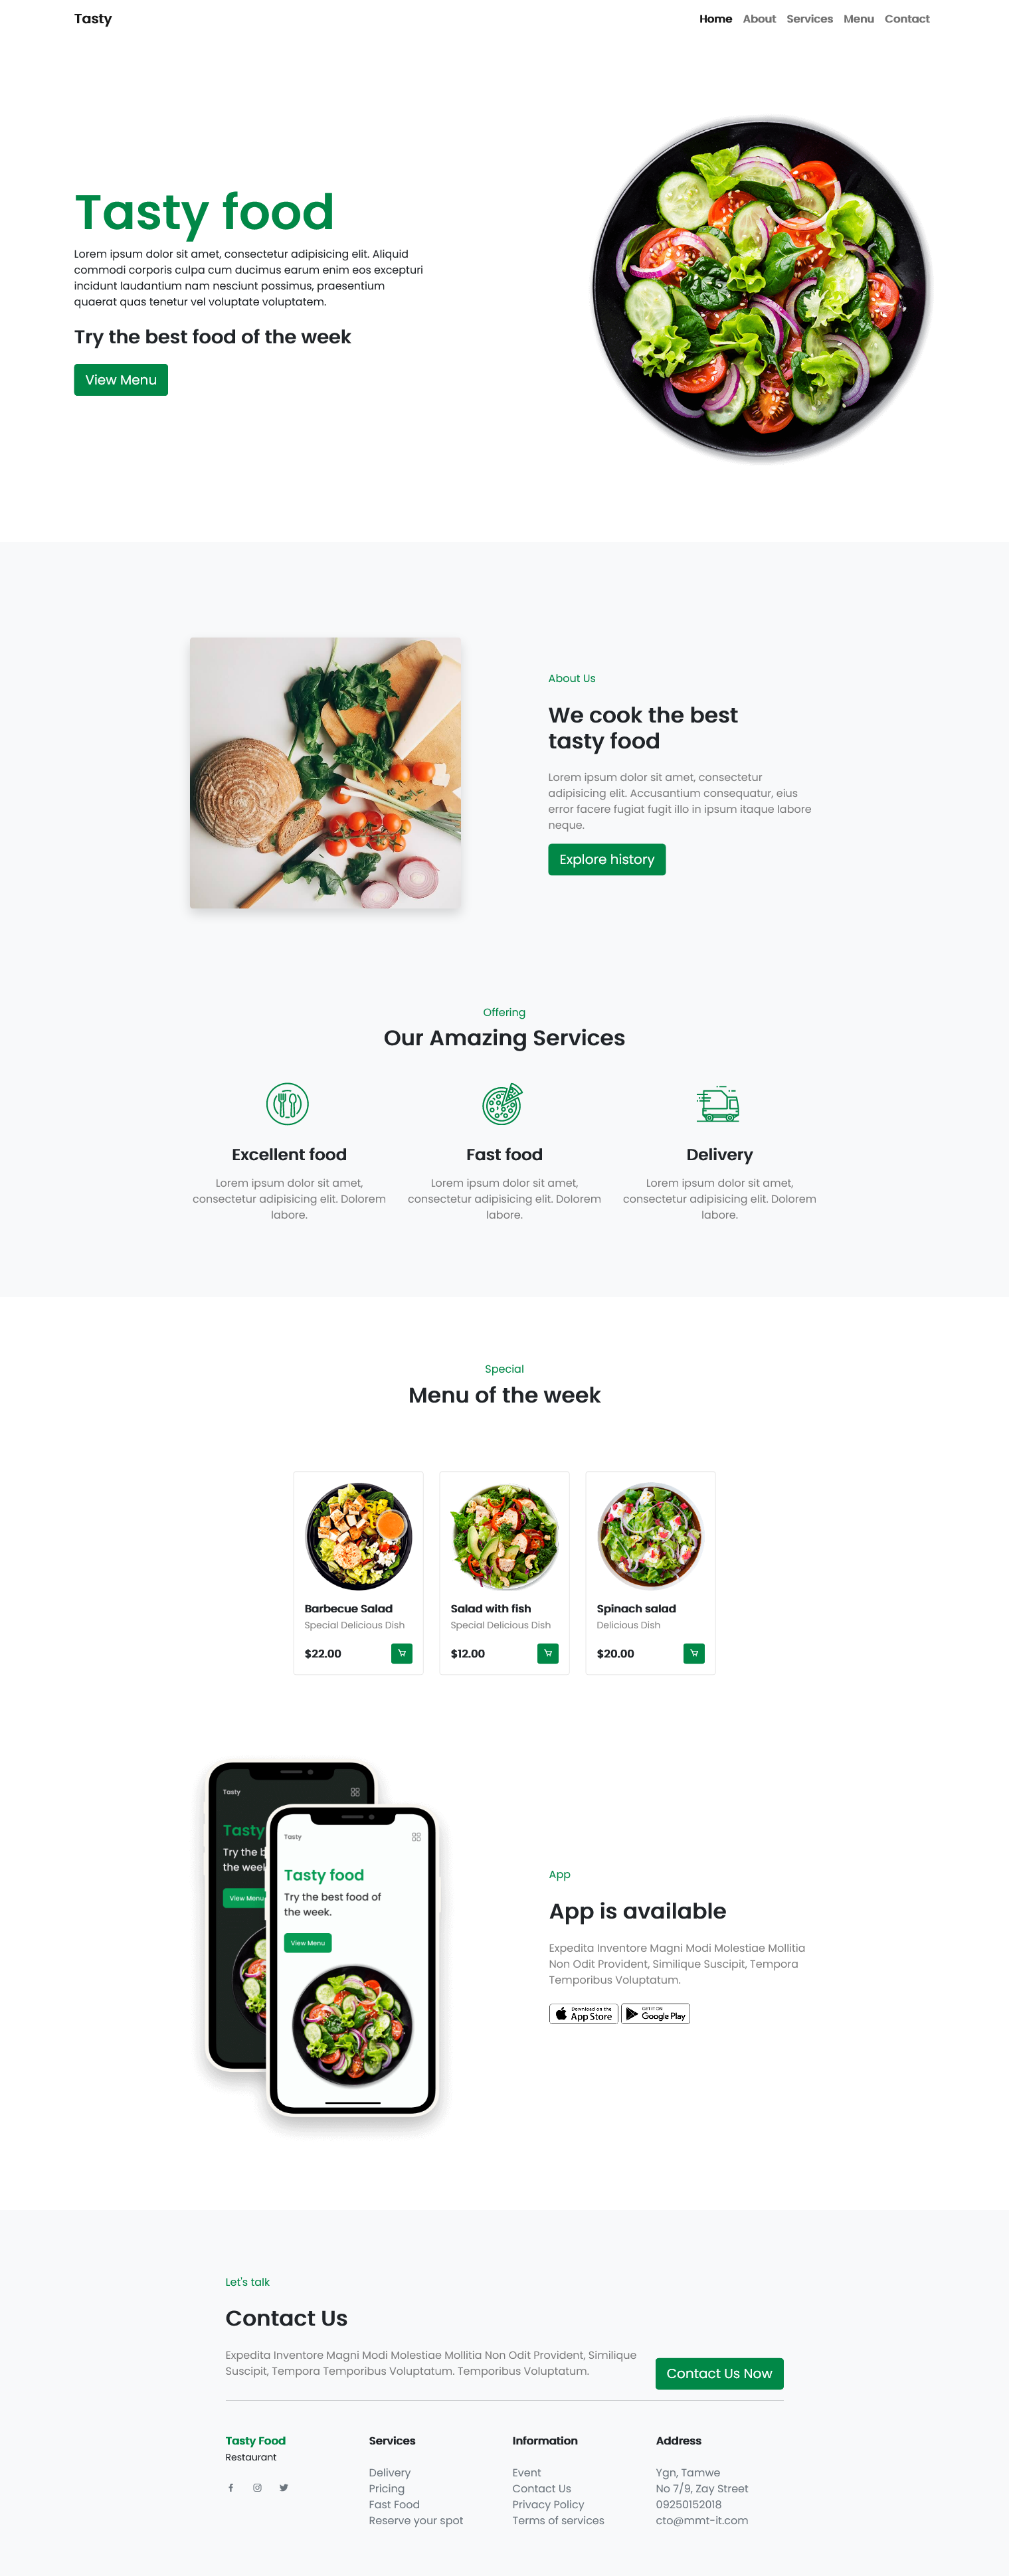 Tasty
Home About Services Menu Contact
Tasty food
Lorem ipsum dolor sit amet, consectetur adipisicing elit. Aliquid
commodi corporis culpa cum ducimus earum enim eos excepturi
incidunt laudantium nam nesciunt possimus, praesentium
quaerat quas tenetur vel voluptate voluptatem.
Try the best food of the week
View Menu
About Us
We cook the best
tasty food
Lorem ipsum dolor sit amet, consectetur
adipisicing elit. Accusantium consequatur, eius
error facere fugiat fugit illo in ipsum itaque labore
neque.
Explore history
Offering
Our Amazing Services
Excellent food
Lorem ipsum dolor sit amet,
consectetur adipisicing elit. Dolorem
labore.
Fast food
Lorem ipsum dolor sit amet,
consectetur adipisicing elit. Dolorem
labore.
Delivery
Lorem ipsum dolor sit amet,
consectetur adipisicing elit. Dolorem
labore.
Special
Menu of the week
Barbecue Salad
Special Delicious Dish
$22.00
Salad with fish
Special Delicious Dish
$12.00
Spinach salad
Delicious Dish
$20.00
Tasty
Tasty
Try the b
the week
View Menu
Tasty
Tasty food
Try the best food of
the week.
View Menu
App
App is available
Expedita Inventore Magni Modi Molestiae Mollitia
Non Odit Provident, Similique Suscipit, Tempora
Temporibus Voluptatum.
Download on the
App Store
GET IT ON
Google Play
Let's talk
Contact Us
Expedita Inventore Magni Modi Molestiae Mollitia Non Odit Provident, Similique
Suscipit, Tempora Temporibus Voluptatum. Temporibus Voluptatum.
Contact Us Now
Tasty Food
Restaurant
Services
Delivery
Pricing
Fast Food
Reserve your spot
Information
Event
Contact Us
Privacy Policy
Terms of services
Address
Ygn, Tamwe
No 7/9, Zay Street
09250152018
cto@mmt-it.com